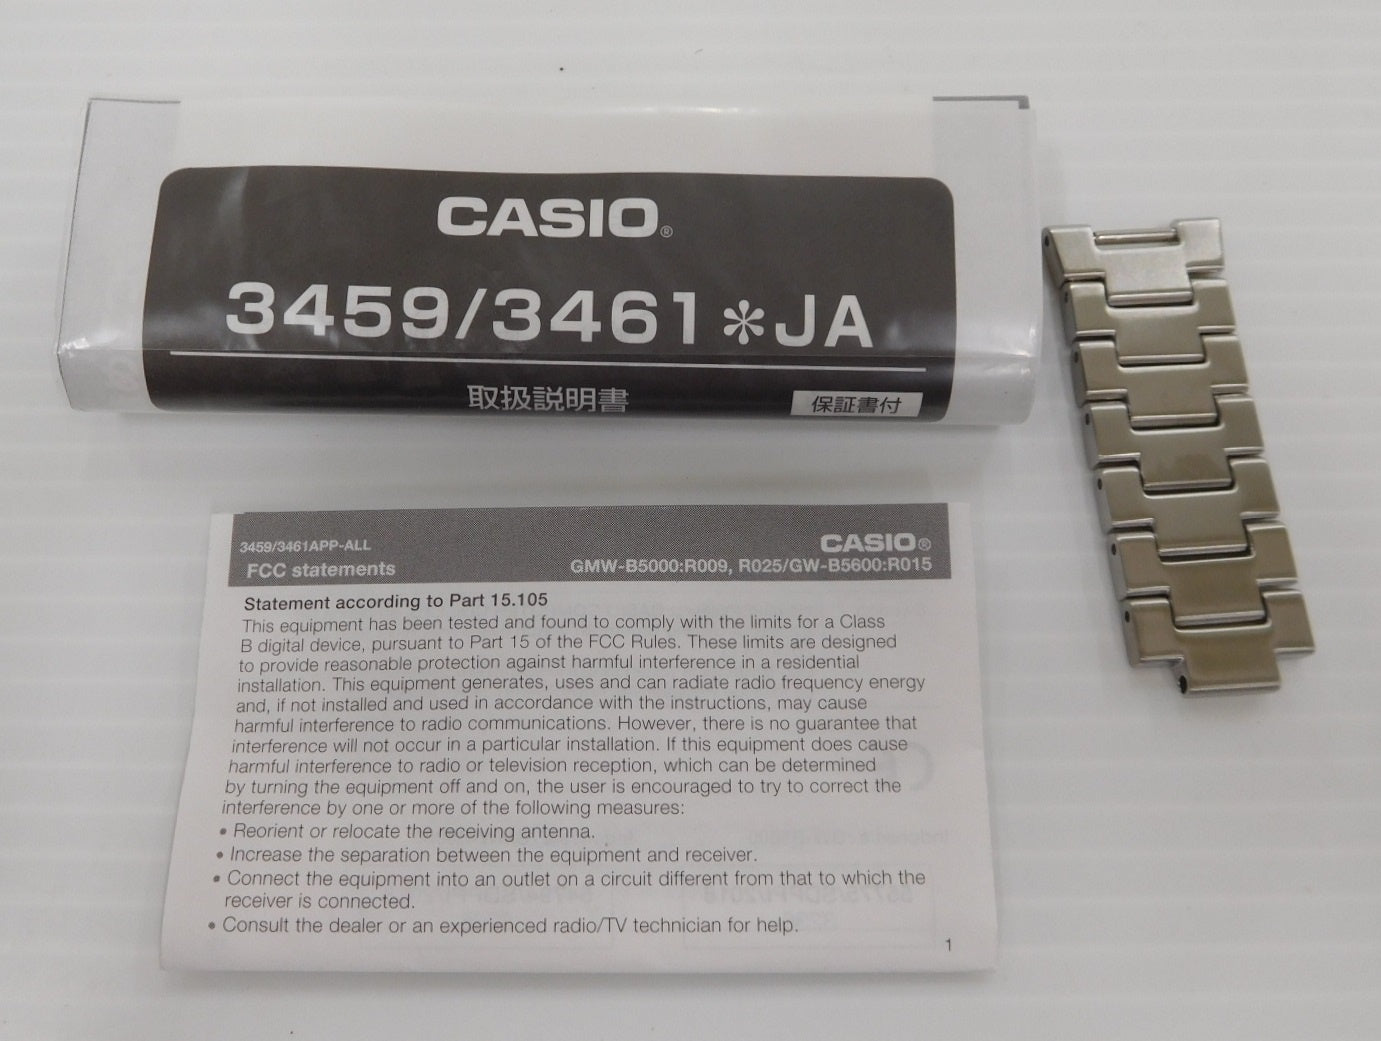 CASIO®
3459/3461*JA
取扱説明書
保証書付
3459/3461APP-ALL
CASIO®
FCC statements
GMW-B5000:R009, R025/GW-B5600:R015
Statement according to Part 15.105
This equipment has been tested and found to comply with the limits for a Class
B digital device, pursuant to Part 15 of the FCC Rules. These limits are designed
to provide reasonable protection against harmful interference in a residential
installation. This equipment generates, uses and can radiate radio frequency energy
and, if not installed and used in accordance with the instructions, may cause
harmful interference to radio communications. However, there is no guarantee that
interference will not occur in a particular installation. If this equipment does cause
harmful interference to radio or television reception, which can be determined
by turning the equipment off and on, the user is encouraged to try to correct the
interference by one or more of the following measures:
• Reorient or relocate the receiving antenna.
• Increase the separation between the equipment and receiver.
• Connect the equipment into an outlet on a circuit different from that to which the
receiver is connected.
• Consult the dealer or an experienced radio/TV technician for help.
1